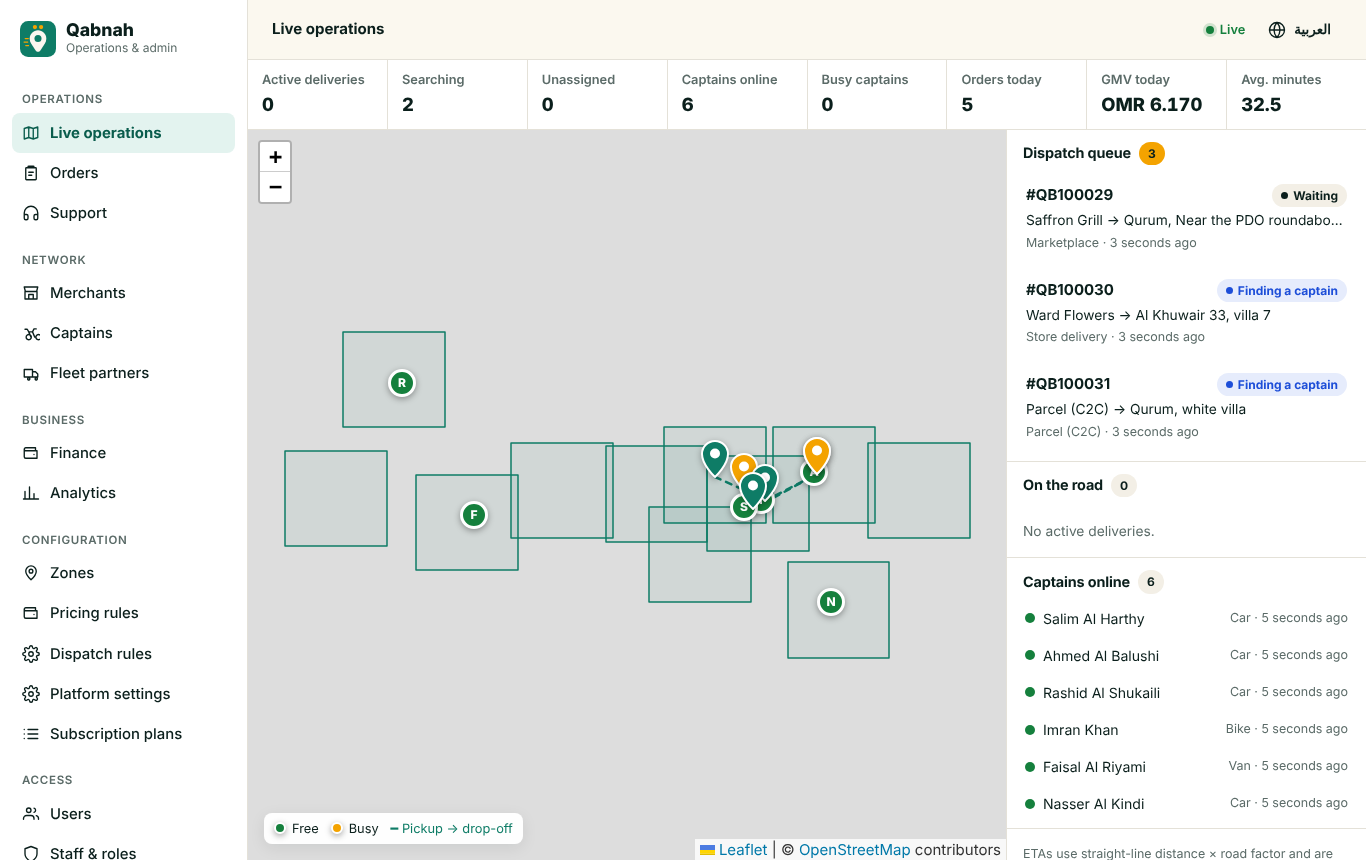 Qabnah
Operations & admin
OPERATIONS
Live operations
Orders
Support
NETWORK
Merchants
Captains
Fleet partners
BUSINESS
Finance
Analytics
CONFIGURATION
Zones
Pricing rules
Dispatch rules
Platform settings
Subscription plans
ACCESS
Users
Staff & roles
Live operations
Live
العربية
Active deliveries
0
Searching
2
Unassigned
0
Captains online
6
Busy captains
0
Orders today
5
GMV today
OMR 6.170
Avg. minutes
32.5
+
−
R
F
S
N
Free Busy Pickup → drop-off
Leaflet | © OpenStreetMap contributors
Dispatch queue 3
#QB100029 Waiting
Saffron Grill → Qurum, Near the PDO roundabo...
Marketplace · 3 seconds ago
#QB100030 Finding a captain
Ward Flowers → Al Khuwair 33, villa 7
Store delivery · 3 seconds ago
#QB100031 Finding a captain
Parcel (C2C) → Qurum, white villa
Parcel (C2C) · 3 seconds ago
On the road 0
No active deliveries.
Captains online 6
Salim Al Harthy Car · 5 seconds ago
Ahmed Al Balushi Car · 5 seconds ago
Rashid Al Shukaili Car · 5 seconds ago
Imran Khan Bike · 5 seconds ago
Faisal Al Riyami Van · 5 seconds ago
Nasser Al Kindi Car · 5 seconds ago
ETAs use straight-line distance × road factor and are